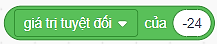 giá trị tuyệt đối của -24